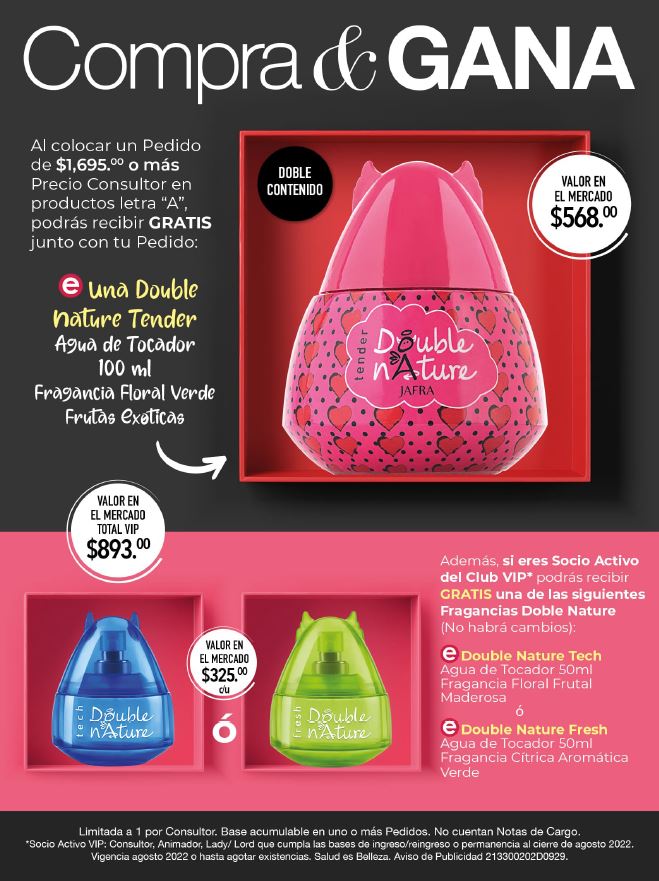 Compra & GANA
Al colocar un Pedido
de $1,695.00 o más
Precio Consultor en
productos letra “A”,
podrás recibir GRATIS
junto con tu Pedido:
e Una Double
Nature Tender
Agua de Tocador
100 ml
Fragancia Floral Verde
Frutas Exóticas
DOBLE
CONTENIDO
VALOR EN
EL MERCADO
$568.00
tender
Double
nAture
JAFRA
VALOR EN
EL MERCADO
TOTAL VIP
$893.00
tech
Double
nAture
VALOR EN
EL MERCADO
$325.00
c/u
ó
fresh
Double
nAture
Además, si eres Socio Activo
del Club VIP* podrás recibir
GRATIS una de las siguientes
Fragancias Doble Nature
(No habrá cambios):
e Double Nature Tech
Agua de Tocador 50ml
Fragancia Floral Frutal
Maderosa
ó
e Double Nature Fresh
Agua de Tocador 50ml
Fragancia Cítrica Aromática
Verde
Limitada a 1 por Consultor. Base acumulable en uno o más Pedidos. No cuentan Notas de Cargo.
*Socio Activo VIP: Consultor, Animador, Lady/ Lord que cumpla las bases de ingreso/reingreso o permanencia al cierre de agosto 2022.
Vigencia agosto 2022 o hasta agotar existencias. Salud es Belleza. Aviso de Publicidad 213300202D0929.